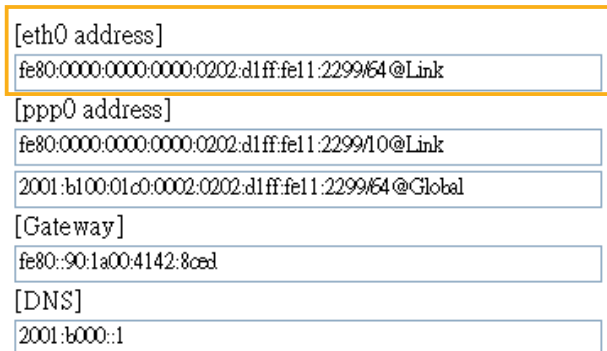 [eth0 address]
fe80:0000:0000:0000:0202:d1ff:fe11:2299/64@Link
[ppp0 address]
fe80:0000:0000:0000:0202:d1ff:fe11:2299/10@Link
2001:b100:01c0:0002:0202:d1ff:fe11:2299/64@Global
[Gateway]
fe80::90:1a00:4142:8ced
[DNS]
2001:b000::1